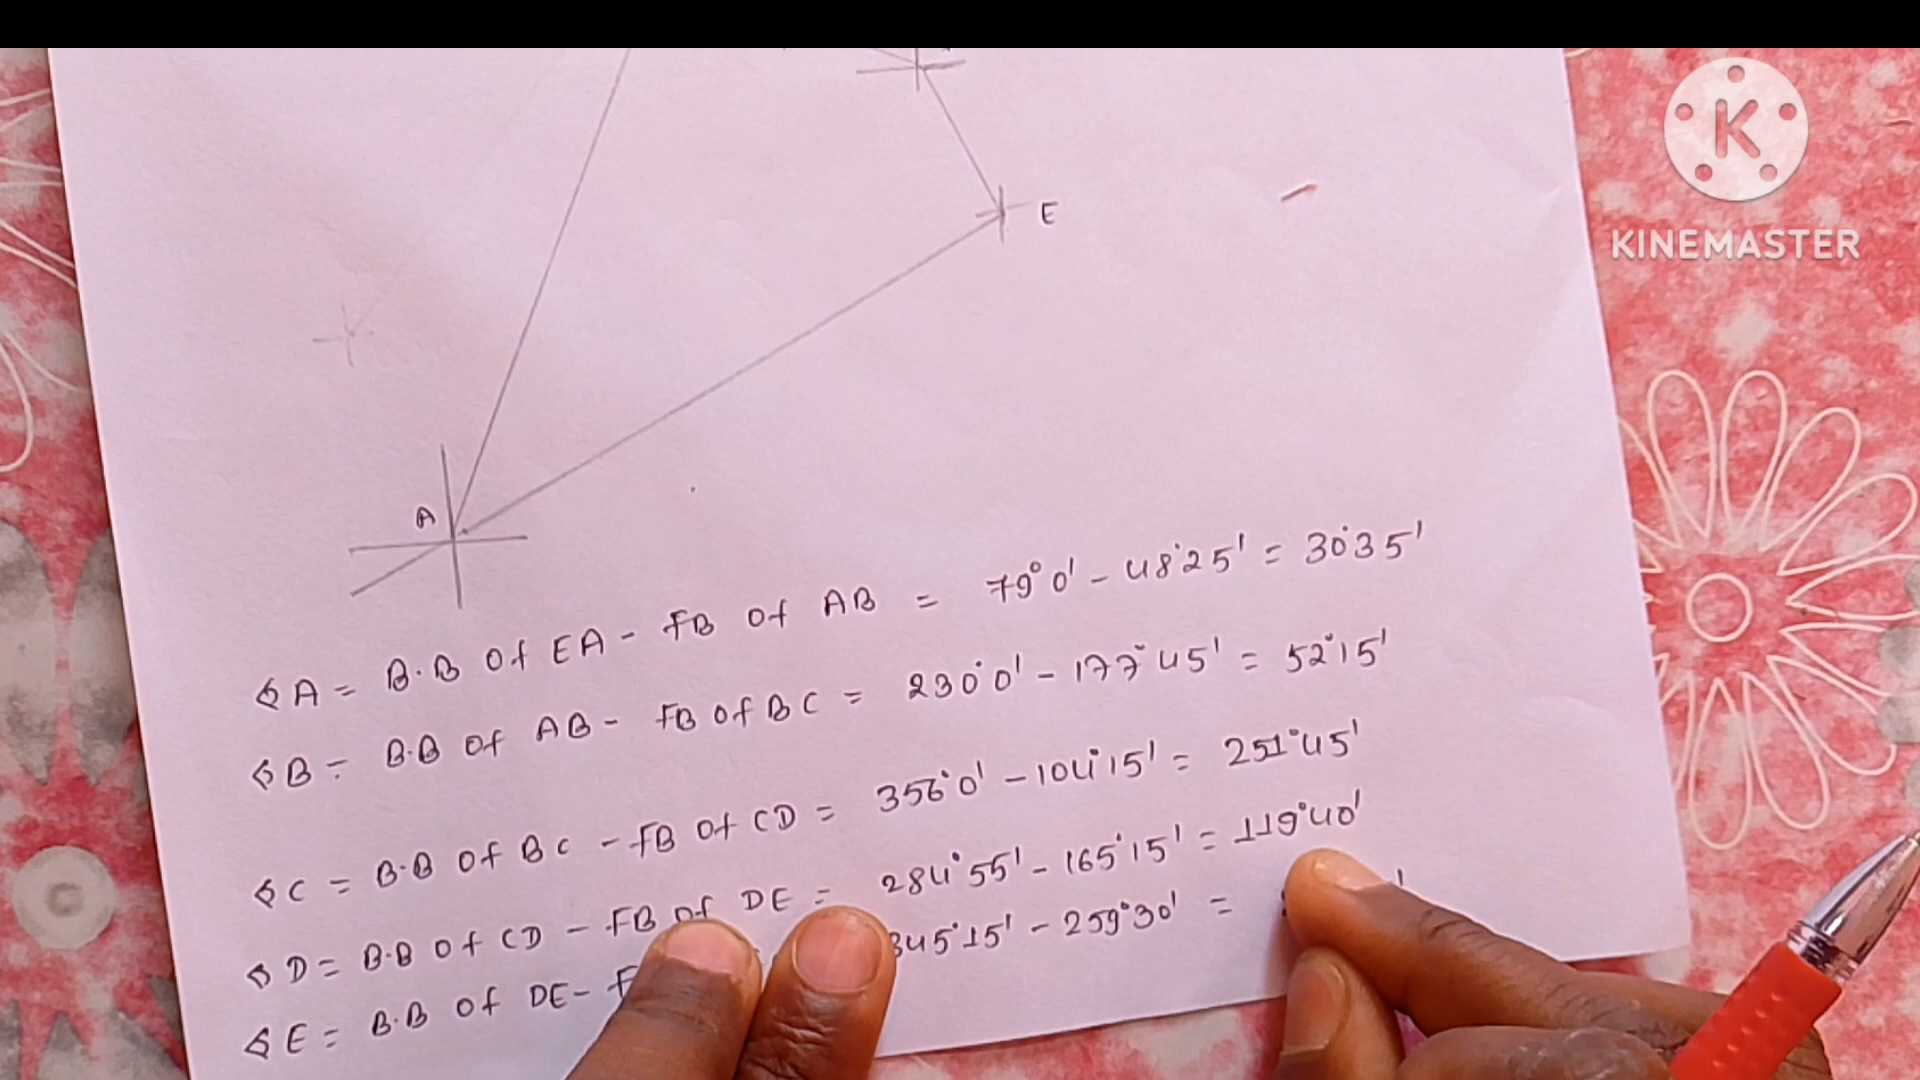 K
KINEMASTER
E
A
∢A = B.B Of EA - FB Of AB = 79°0' - 48°25' = 30°35'
∢B = B.B Of AB - FB Of BC = 230°0' - 177°45' = 52°15'
∢C = B.B Of BC - FB Of CD = 356°0' - 104°15' = 251°45'
∢D = B.B Of CD - FB Of DE = 284°55' - 165°15' = 119°40'
∢E = B.B Of DE - 345°15' - 259°30' =